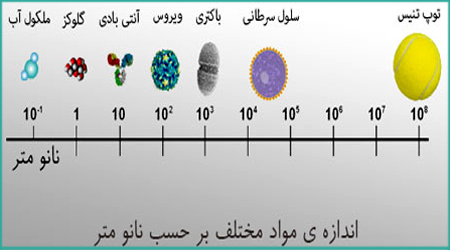 ملکول آب گلوکز آنتی بادی ویروس باکتری سلول سرطانی توپ تنیس
10⁻¹ 1 10 10² 10³ 10⁴ 10⁵ 10⁶ 10⁷ 10⁸
نانو متر
اندازه ی مواد مختلف بر حسب نانو متر